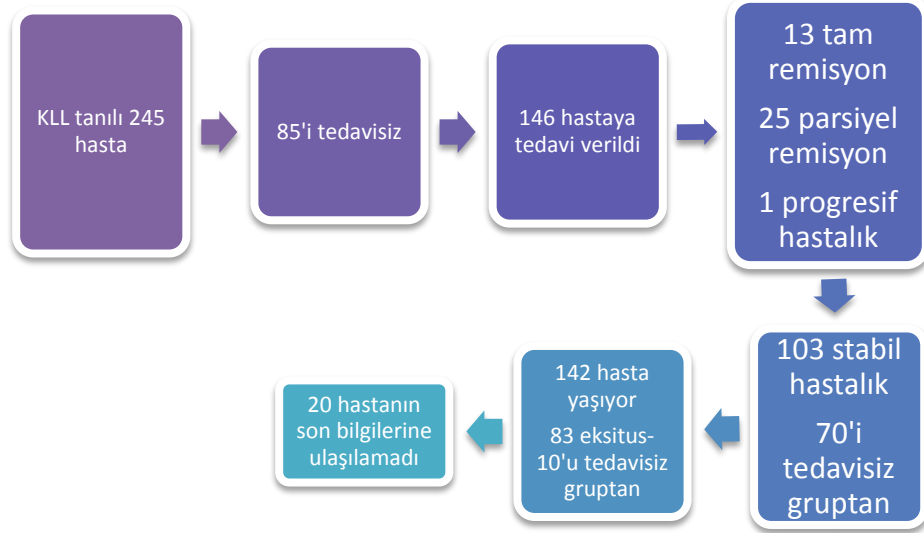 KLL tanılı 245
hasta
85'i tedavisiz
146 hastaya
tedavi verildi
13 tam
remisyon
25 parsiyel
remisyon
1 progresif
hastalık
103 stabil
hastalık
70'i
tedavisiz
gruptan
142 hasta
yaşıyor
83 eksitus-
10'u tedavisiz
gruptan
20 hastanın
son bilgilerine
ulaşılamadı